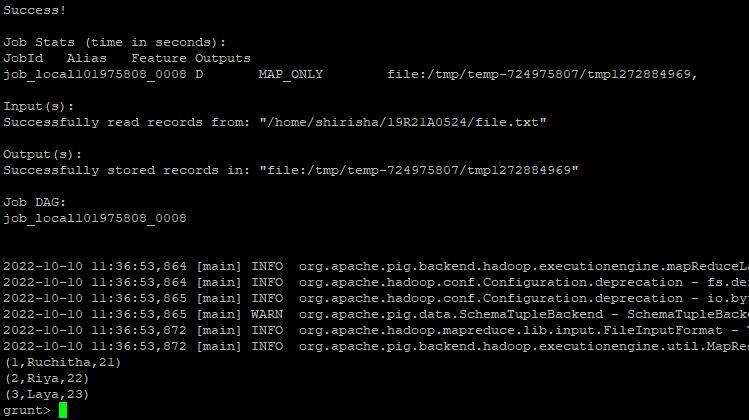 Success!
Job Stats (time in seconds):
JobId Alias Feature Outputs
job_local101975808_0008 D MAP_ONLY file:/tmp/temp-724975807/tmp1272884969,
Input(s):
Successfully read records from: "/home/shirisha/19R21A0524/file.txt"
Output(s):
Successfully stored records in: "file:/tmp/temp-724975807/tmp1272884969"
Job DAG:
job_local101975808_0008
2022-10-10 11:36:53,864 [main] INFO org.apache.pig.backend.hadoop.executionengine.mapReduceLa
2022-10-10 11:36:53,864 [main] INFO org.apache.hadoop.conf.Configuration.deprecation - fs.de
2022-10-10 11:36:53,865 [main] INFO org.apache.hadoop.conf.Configuration.deprecation - io.by
2022-10-10 11:36:53,865 [main] WARN org.apache.pig.data.SchemaTupleBackend - SchemaTupleBack
2022-10-10 11:36:53,872 [main] INFO org.apache.hadoop.mapreduce.lib.input.FileInputFormat -
2022-10-10 11:36:53,872 [main] INFO org.apache.pig.backend.hadoop.executionengine.util.MapRed
(1,Ruchitha,21)
(2,Riya,22)
(3,Laya,23)
grunt>